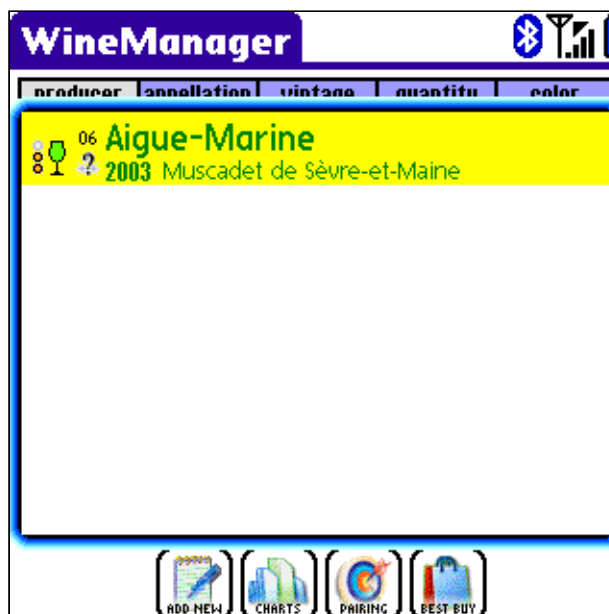 WineManager
producer appellation vintage quantity color
06 Aigue-Marine
? 2003 Muscadet de Sèvre-et-Maine
ADD NEW CHARTS PAIRING BEST BUY